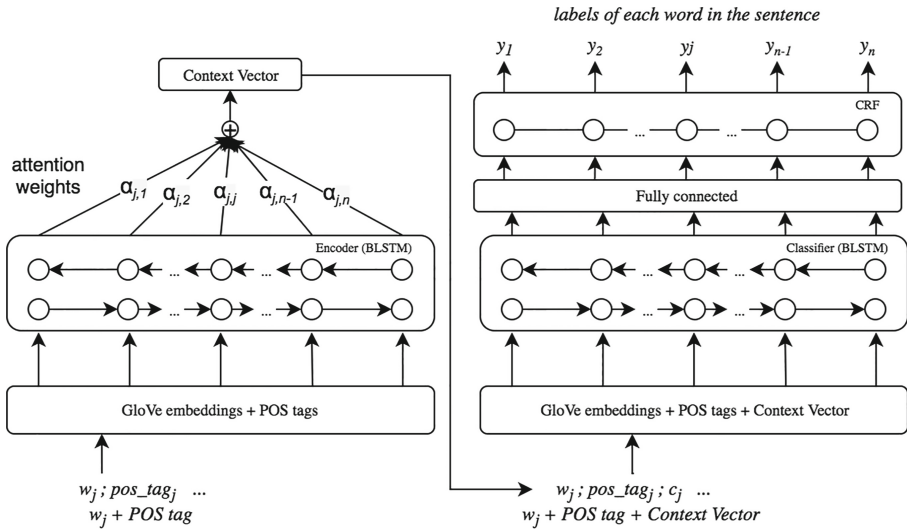 labels of each word in the sentence
y1 y2 yj yn-1 yn
Context Vector
CRF
... ...
+
attention
weights
αj,1 αj,2 αj,j αj,n-1 αj,n
Fully connected
Encoder (BLSTM)
... ...
... ...
Classifier (BLSTM)
... ...
... ...
GloVe embeddings + POS tags
GloVe embeddings + POS tags + Context Vector
wj ; pos_tagj ...
wj + POS tag
wj ; pos_tagj ; cj ...
wj + POS tag + Context Vector